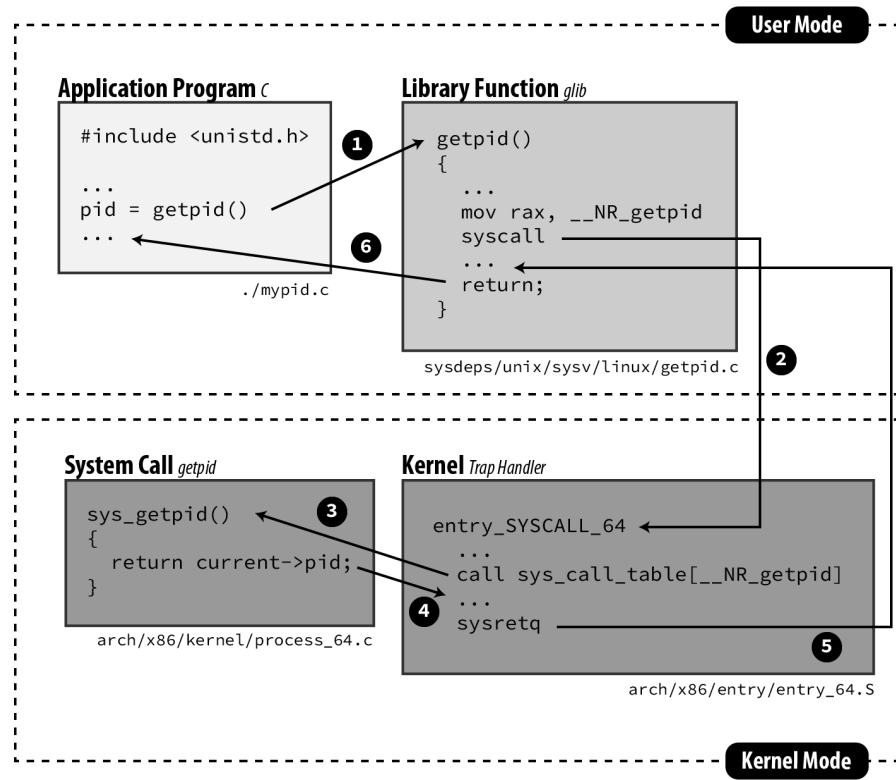 User Mode
Application Program C
#include <unistd.h>
...
pid = getpid()
...
./mypid.c
1
6
Library Function glib
getpid()
{
...
mov rax, __NR_getpid
syscall
...
return;
}
sysdeps/unix/sysv/linux/getpid.c
2
System Call getpid
sys_getpid()
{
return current->pid;
}
arch/x86/kernel/process_64.c
3
4
Kernel Trap Handler
entry_SYSCALL_64
...
call sys_call_table[__NR_getpid]
...
sysretq
5
arch/x86/entry/entry_64.S
Kernel Mode